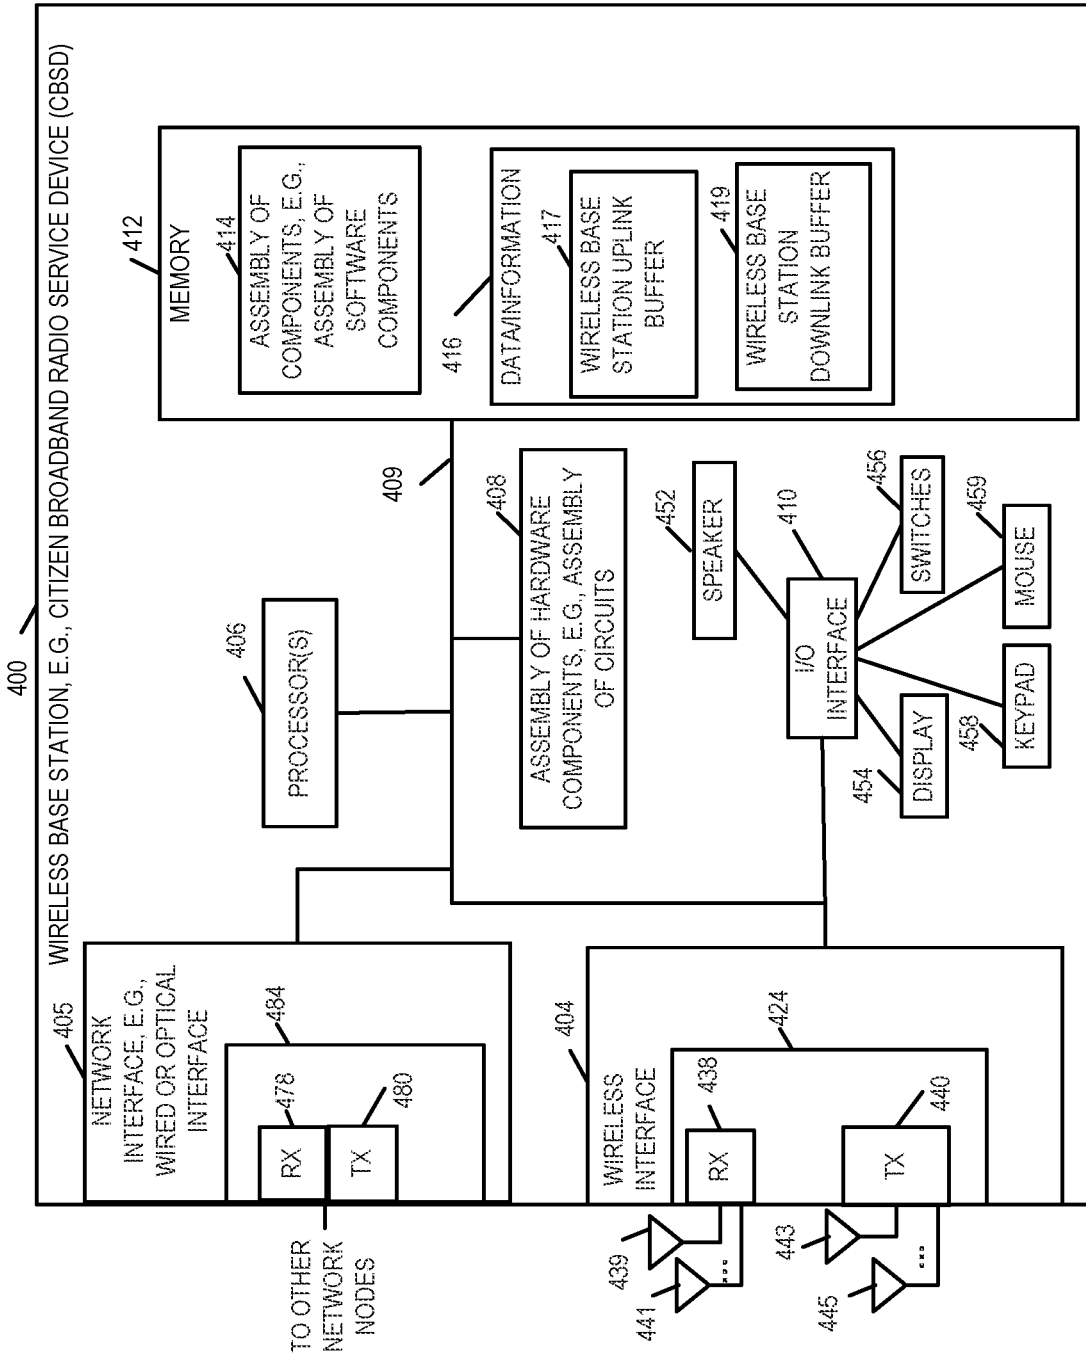 400
WIRELESS BASE STATION, E.G., CITIZEN BROADBAND RADIO SERVICE DEVICE (CBSD)
405
NETWORK
INTERFACE, E.G.,
WIRED OR OPTICAL
INTERFACE
484
478
RX
TX
480
TO OTHER
NETWORK
NODES
406
PROCESSOR(S)
409
412
MEMORY
414
ASSEMBLY OF
COMPONENTS, E.G.,
ASSEMBLY OF
SOFTWARE
COMPONENTS
416
DATA/INFORMATION
417
WIRELESS BASE
STATION UPLINK
BUFFER
419
WIRELESS BASE
STATION
DOWNLINK BUFFER
408
ASSEMBLY OF HARDWARE
COMPONENTS, E.G., ASSEMBLY
OF CIRCUITS
404
WIRELESS
INTERFACE
424
438
RX
440
TX
439
441
443
445
452
SPEAKER
410
I/O
INTERFACE
456
SWITCHES
459
MOUSE
454
DISPLAY
458
KEYPAD